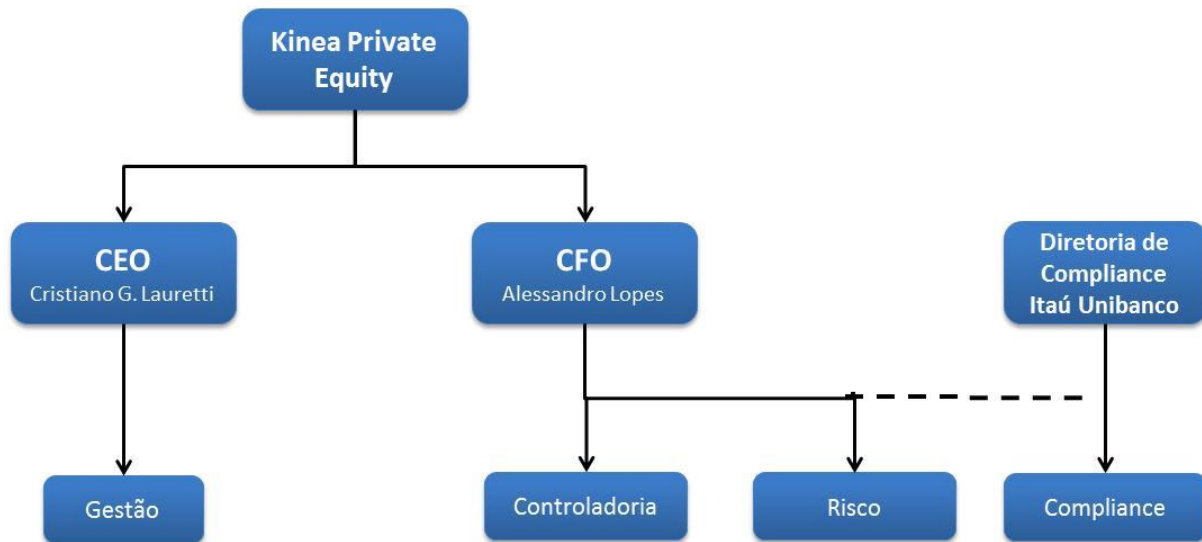 Kinea Private
Equity
CEO
Cristiano G. Lauretti
CFO
Alessandro Lopes
Diretoria de
Compliance
Itaú Unibanco
Gestão
Controladoria
Risco
Compliance